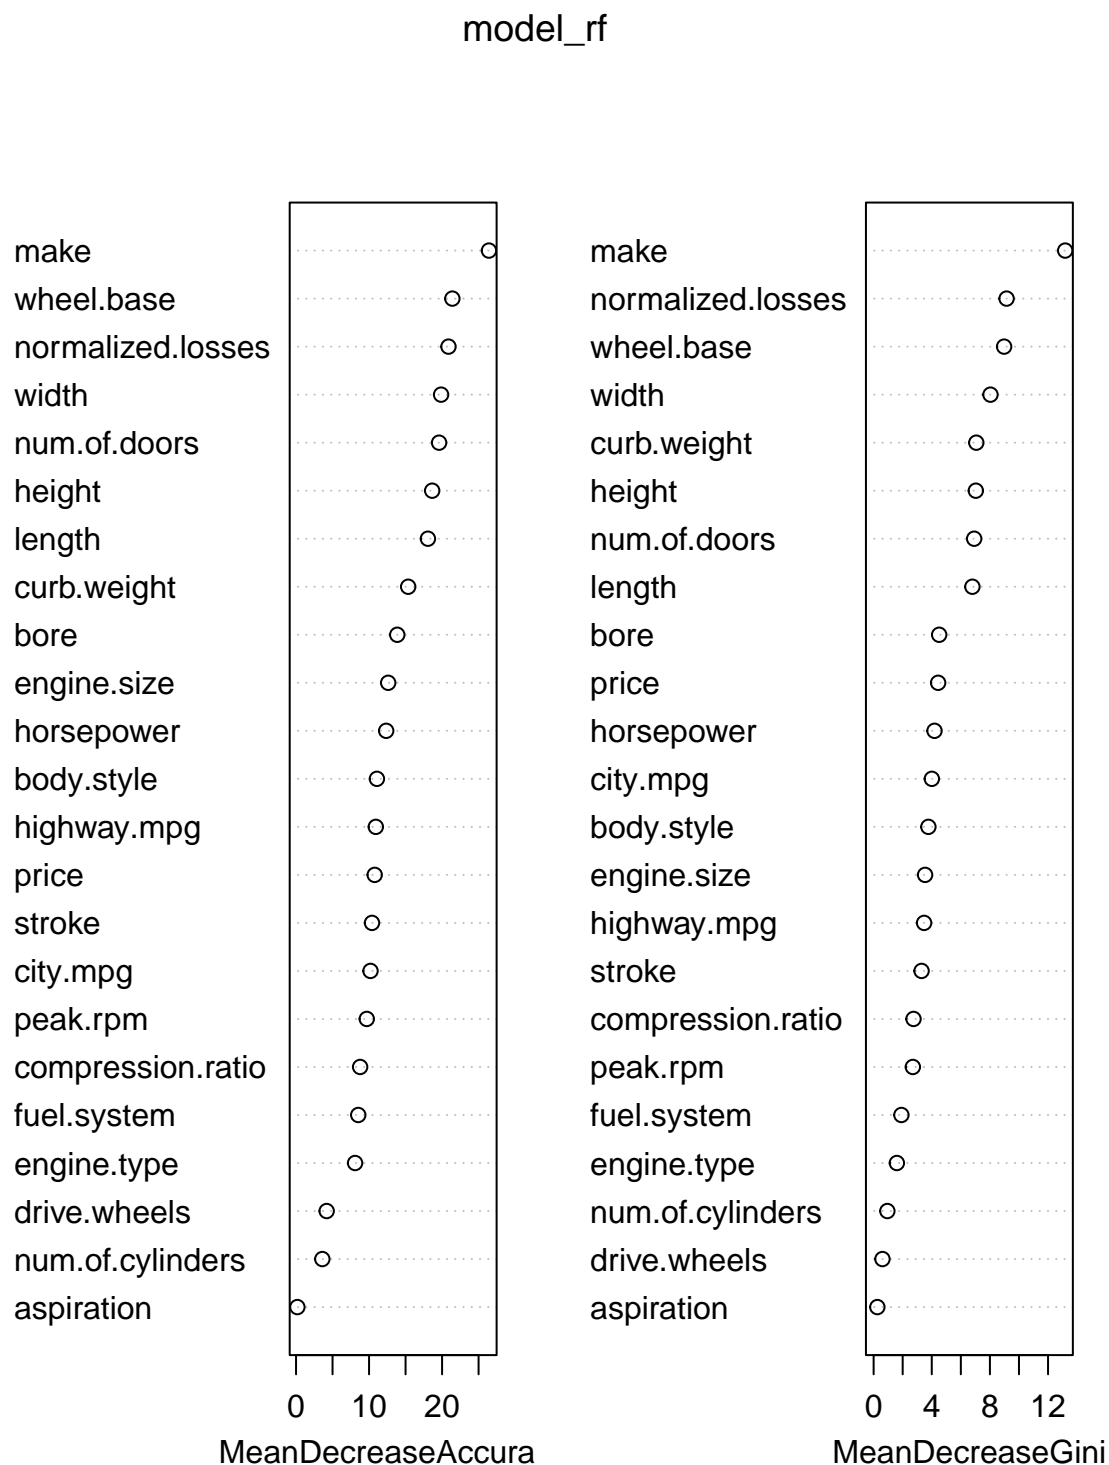 model_rf
make
wheel.base
normalized.losses
width
num.of.doors
height
length
curb.weight
bore
engine.size
horsepower
body.style
highway.mpg
price
stroke
city.mpg
peak.rpm
compression.ratio
fuel.system
engine.type
drive.wheels
num.of.cylinders
aspiration
0 10 20
MeanDecreaseAccura
make
normalized.losses
wheel.base
width
curb.weight
height
num.of.doors
length
bore
price
horsepower
city.mpg
body.style
engine.size
highway.mpg
stroke
compression.ratio
peak.rpm
fuel.system
engine.type
num.of.cylinders
drive.wheels
aspiration
0 4 8 12
MeanDecreaseGini